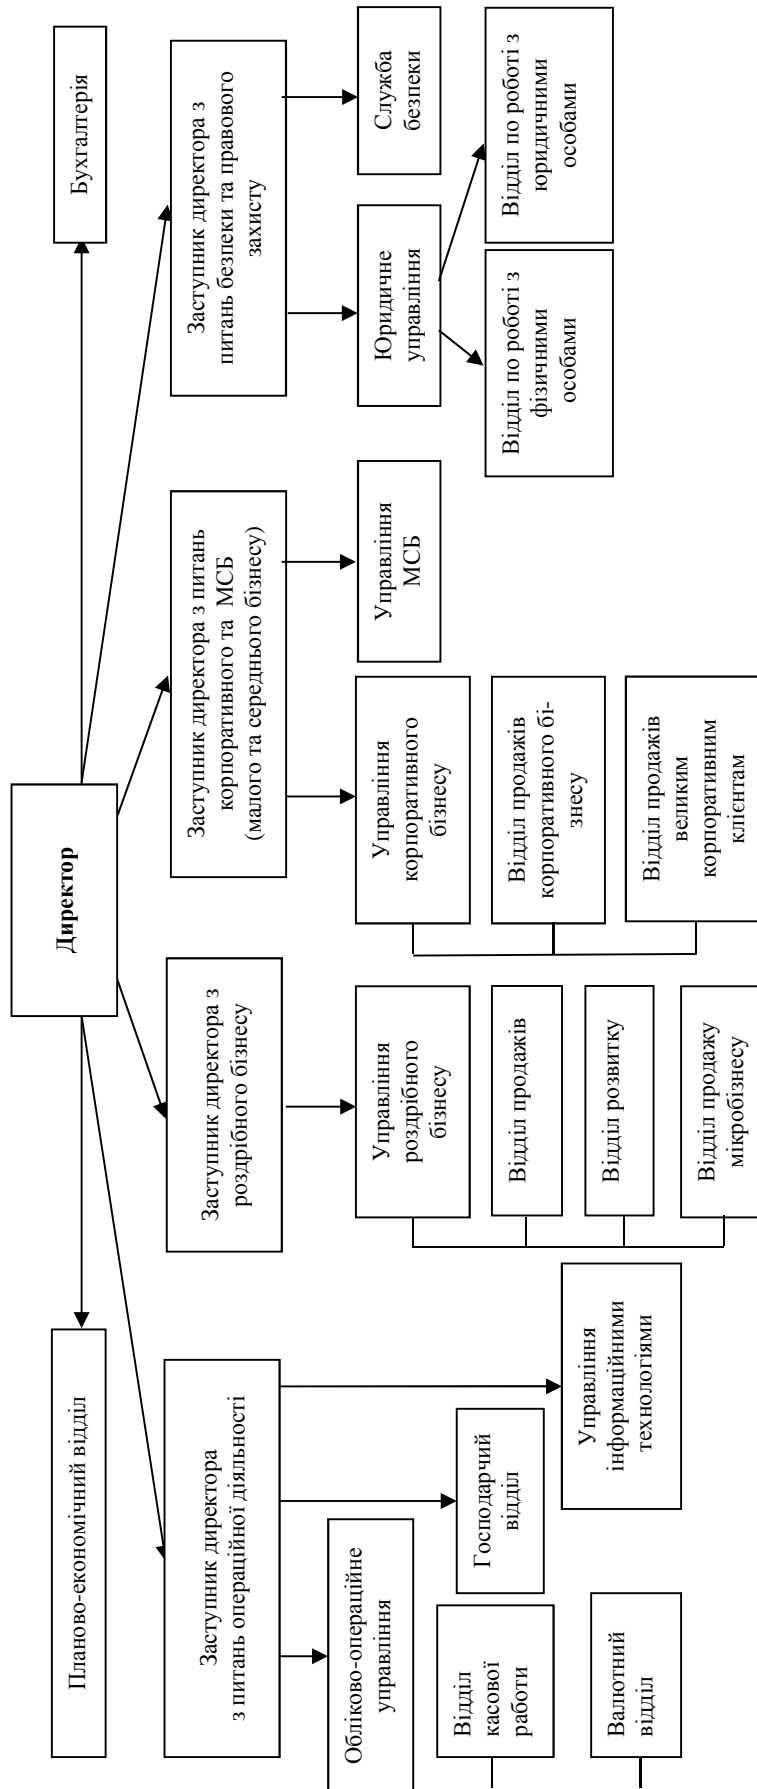 Директор
Планово-економічний відділ
Бухгалтерія
Заступник директора
з питань операційної діяльності
Заступник директора з
роздрібного бізнесу
Заступник директора з питань
корпоративного та МСБ
(малого та середнього бізнесу)
Заступник директора з
питань безпеки та правового
захисту
Обліково-операційне
управління
Відділ
касової
работи
Валютний
відділ
Господарчий
відділ
Управління
інформаційними
технологіями
Управління
роздрібного
бізнесу
Відділ продажів
Відділ розвитку
Відділ продажу
мікробізнесу
Управління
корпоративного
бізнесу
Відділ продажів
корпоративного бі-
знесу
Відділ продажів
великим
корпоративним
клієнтам
Управління
МСБ
Юридичне
управління
Служба
безпеки
Відділ по роботі з
фізичними
особами
Відділ по роботі з
юридичними
особами